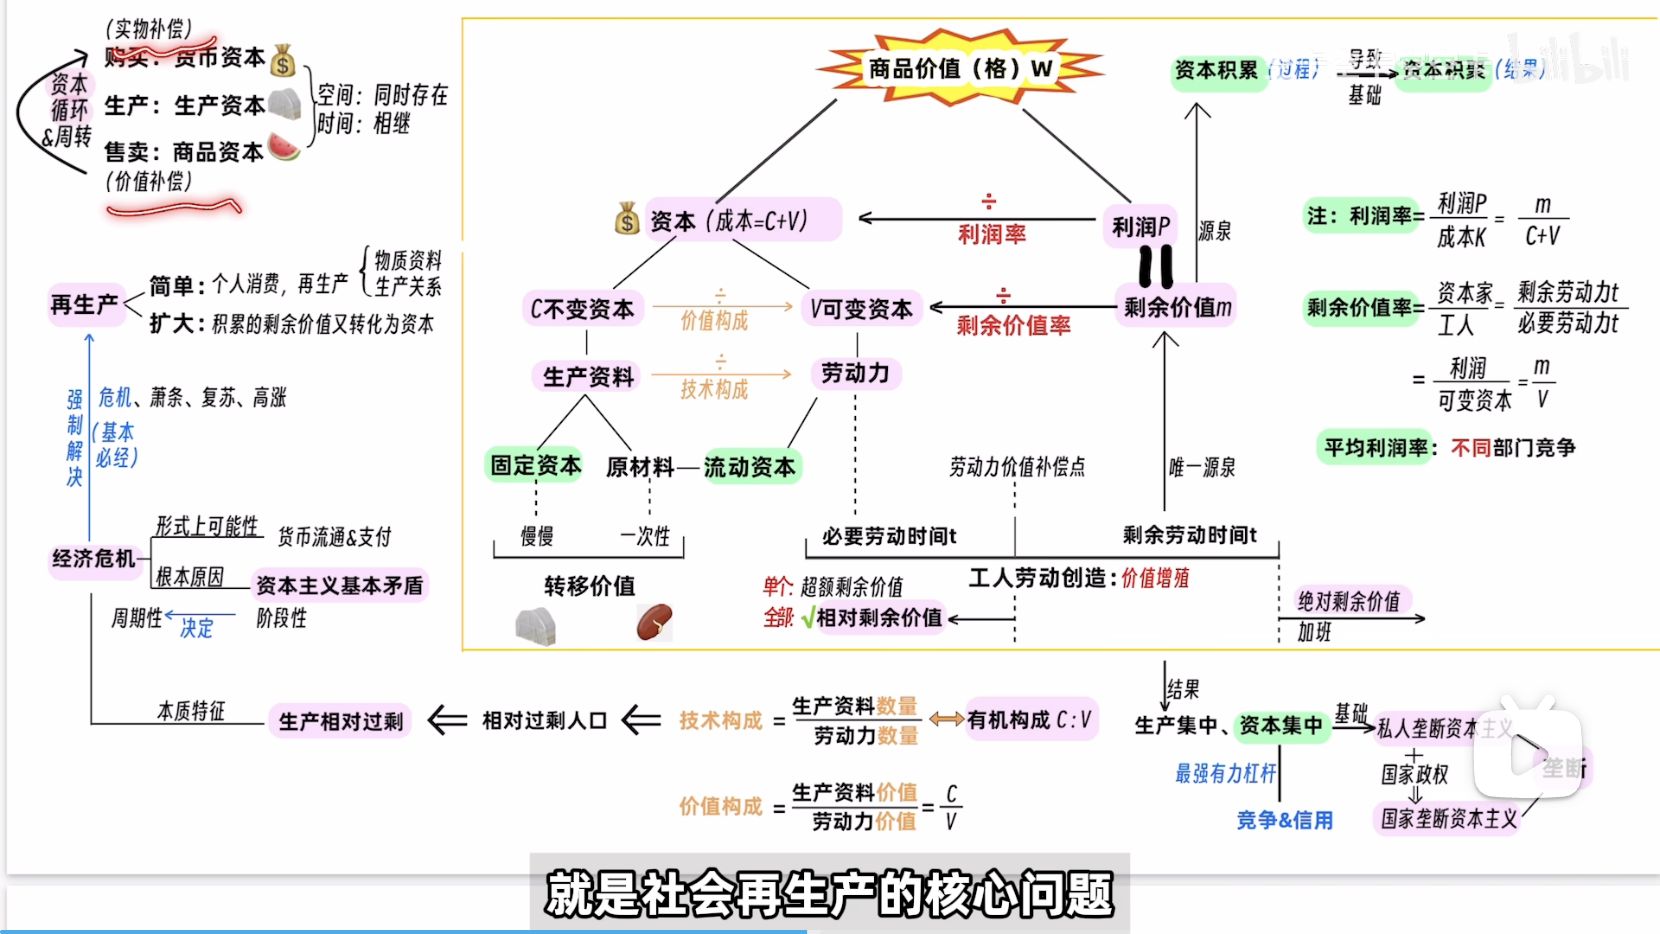 (实物补偿)
购买：货币资本
资本
循环
&周转
生产：生产资本
空间：同时存在
时间：相继
售卖：商品资本
(价值补偿)
再生产
简单：个人消费，再生产
物质资料
生产关系
扩大：积累的剩余价值又转化为资本
强制解决
危机、萧条、复苏、高涨
(基本
必经)
经济危机
形式上可能性
货币流通&支付
根本原因
资本主义基本矛盾
周期性
决定
阶段性
本质特征
生产相对过剩
相对过剩人口
技术构成 = 生产资料数量
劳动力数量
有机构成 C:V
价值构成 = 生产资料价值
劳动力价值
= C
V
商品价值（格）W
资本（成本=C+V）
÷
利润率
利润P
源泉
资本积累 (过程)
导致
基础
资本积聚 (结果)
C不变资本
÷
价值构成
V可变资本
÷
剩余价值率
剩余价值m
生产资料
÷
技术构成
劳动力
固定资本
原材料
流动资本
劳动力价值补偿点
唯一源泉
慢慢
一次性
必要劳动时间t
剩余劳动时间t
转移价值
单个：超额剩余价值
全部：√相对剩余价值
工人劳动创造：价值增殖
绝对剩余价值
加班
注：利润率= 利润P
成本K
= m
C+V
剩余价值率= 资本家
工人
= 剩余劳动力t
必要劳动力t
= 利润
可变资本
= m
V
平均利润率：不同部门竞争
结果
生产集中、资本集中
基础
私人垄断资本主义
+
最强有力杠杆
国家政权
垄断
竞争&信用
国家垄断资本主义
bilibili
就是社会再生产的核心问题